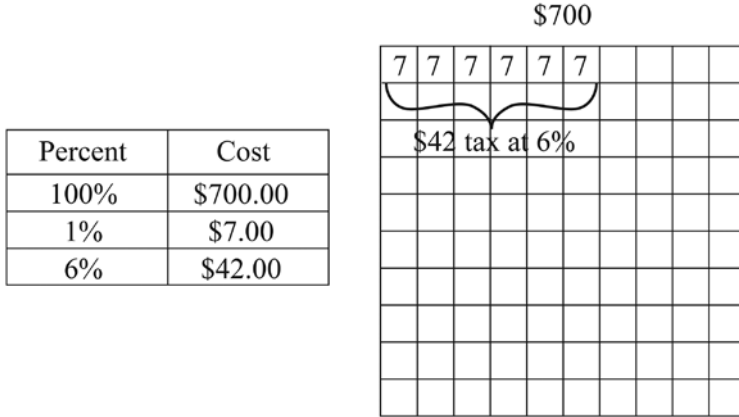 $700
7 7 7 7 7 7
$42 tax at 6%
Percent Cost
100% $700.00
1% $7.00
6% $42.00